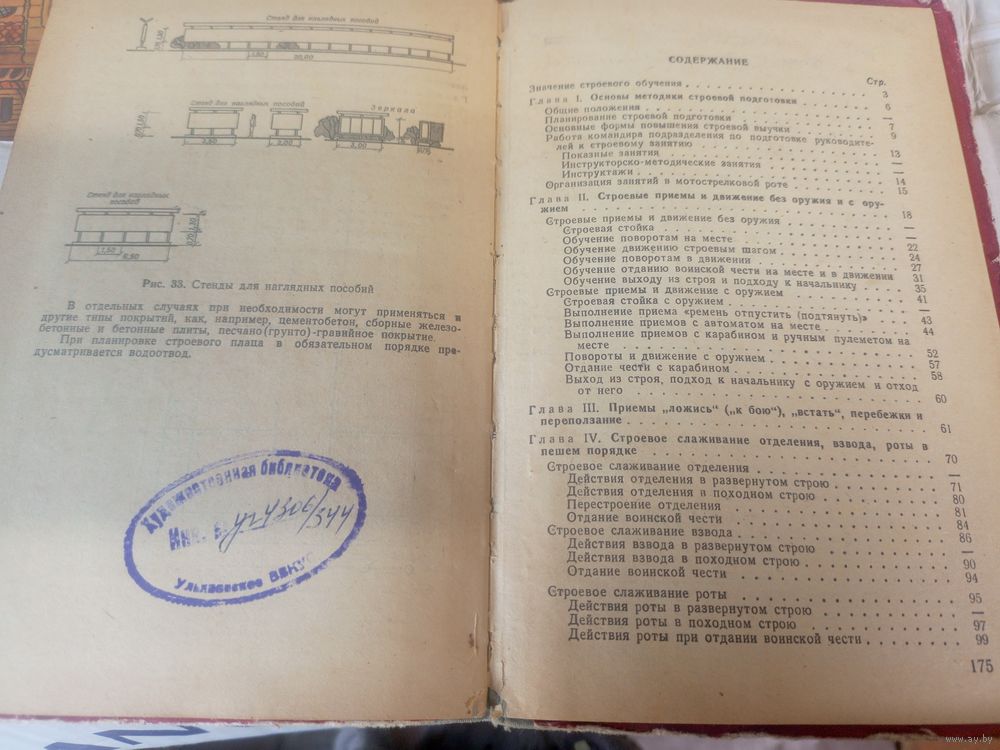 Стенд для наглядных пособий
1,50
20,00
Стенд для наглядных пособий
Зеркала
2,50
2,00
3,00
Стенд для наглядных
пособий
1,50
6,50
Рис. 33. Стенды для наглядных пособий
В отдельных случаях при необходимости могут применяться и
другие типы покрытий, как, например, цементобетон, сборные железо-
бетонные и бетонные плиты, песчано(грунто)-гравийное покрытие.
При планировке строевого плаца в обязательном порядке пре-
дусматривается водоотвод.
Художественная библиотека
Инв. №
Ульяновское
СОДЕРЖАНИЕ
Стр.
Значение строевого обучения . . . 3
Глава I. Основы методики строевой подготовки
Общие положения . . . 6
Планирование строевой подготовки . . . —
Основные формы повышения строевой выучки . . . 7
Работа командира подразделения по подготовке руководите- 9
лей к строевому занятию
Показные занятия . . . 13
Инструкторско-методические занятия . . . —
Инструктажи . . . —
Организация занятий в мотострелковой роте . . . 14
15
Глава II. Строевые приемы и движение без оружия и с ору-
жием . . . 18
Строевые приемы и движение без оружия
Строевая стойка . . . —
Обучение поворотам на месте . . . —
Обучение движению строевым шагом . . . 22
Обучение поворотам в движении . . . 24
Обучение отданию воинской чести на месте и в движении 27
Обучение выходу из строя и подходу к начальнику . . . 31
Строевые приемы и движение с оружием . . . 35
Строевая стойка с оружием . . . 41
Выполнение приема «ремень отпустить (подтянуть)» . . . —
Выполнение приемов с автоматом на месте . . . 43
Выполнение приемов с карабином и ручным пулеметом на 44
месте . . .
Повороты и движение с оружием . . . 52
Отдание чести с карабином . . . 57
Выход из строя, подход к начальнику с оружием и отход 58
от него . . . 60
Глава III. Приемы „ложись“ („к бою“), „встать“, перебежки и
переползание . . . 61
Глава IV. Строевое слаживание отделения, взвода, роты в
пешем порядке . . . 70
Строевое слаживание отделения . . . —
Действия отделения в развернутом строю . . . 71
Действия отделения в походном строю . . . 80
Перестроение отделения . . . 81
Отдание воинской чести . . . 84
Строевое слаживание взвода . . . 86
Действия взвода в развернутом строю . . . —
Действия взвода в походном строю . . . 90
Отдание воинской чести . . . 94
Строевое слаживание роты . . . 95
Действия роты в развернутом строю . . . —
Действия роты в походном строю . . . 97
Действия роты при отдании воинской чести . . . 99
175
www.ay.by